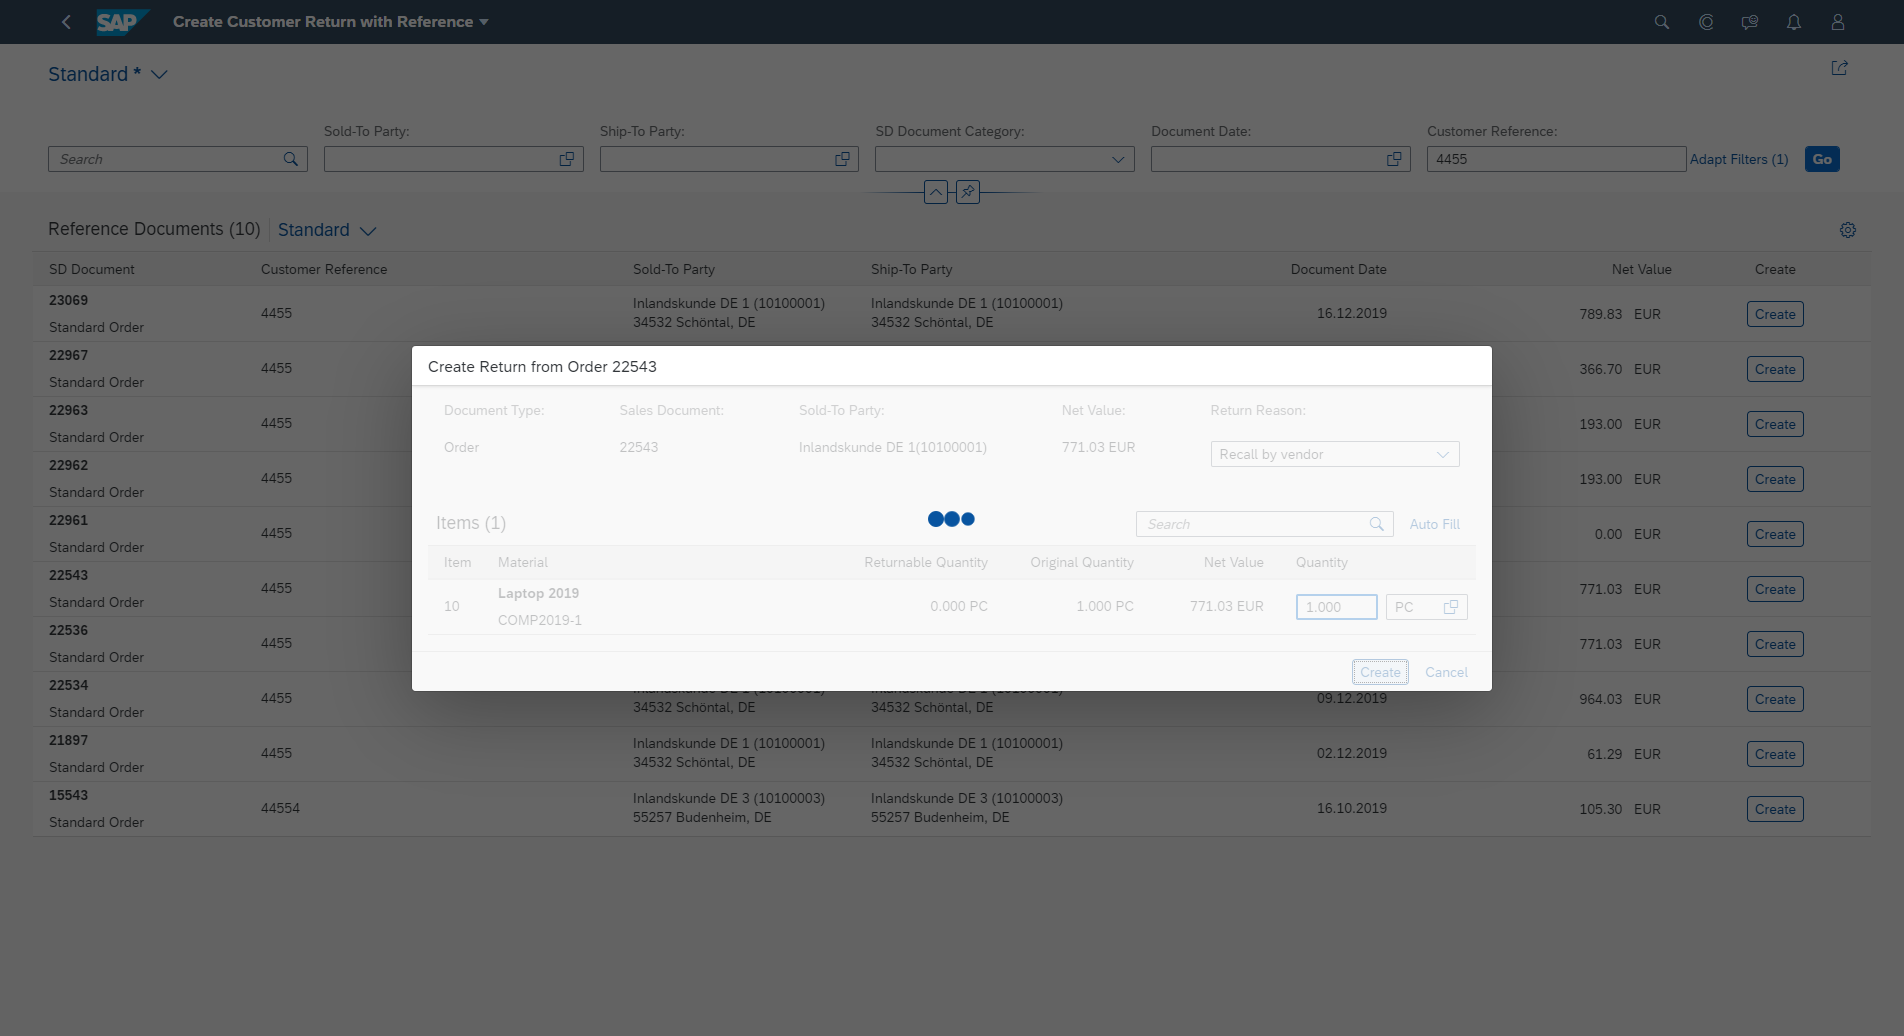 SAP
Create Customer Return with Reference
Standard *
Sold-To Party:
Ship-To Party:
SD Document Category:
Document Date:
Customer Reference:
Search
4455
Adapt Filters (1)
Go
Reference Documents (10)
Standard
SD Document
Customer Reference
Sold-To Party
Ship-To Party
Document Date
Net Value
Create
23069
Standard Order
4455
Inlandskunde DE 1 (10100001)
34532 Schöntal, DE
Inlandskunde DE 1 (10100001)
34532 Schöntal, DE
16.12.2019
789.83 EUR
Create
22967
Standard Order
4455
366.70 EUR
Create
22963
Standard Order
4455
193.00 EUR
Create
22962
Standard Order
4455
193.00 EUR
Create
22961
Standard Order
4455
0.00 EUR
Create
22543
Standard Order
4455
771.03 EUR
Create
22536
Standard Order
4455
771.03 EUR
Create
22534
Standard Order
4455
Inlandskunde DE 1 (10100001)
34532 Schöntal, DE
Inlandskunde DE 1 (10100001)
34532 Schöntal, DE
09.12.2019
964.03 EUR
Create
21897
Standard Order
4455
Inlandskunde DE 1 (10100001)
34532 Schöntal, DE
Inlandskunde DE 1 (10100001)
34532 Schöntal, DE
02.12.2019
61.29 EUR
Create
15543
Standard Order
44554
Inlandskunde DE 3 (10100003)
55257 Budenheim, DE
Inlandskunde DE 3 (10100003)
55257 Budenheim, DE
16.10.2019
105.30 EUR
Create
Create Return from Order 22543
Document Type:
Sales Document:
Sold-To Party:
Net Value:
Return Reason:
Order
22543
Inlandskunde DE 1(10100001)
771.03 EUR
Recall by vendor
Items (1)
Search
Auto Fill
Item
Material
Returnable Quantity
Original Quantity
Net Value
Quantity
10
Laptop 2019
COMP2019-1
0.000 PC
1.000 PC
771.03 EUR
1.000
PC
Create
Cancel